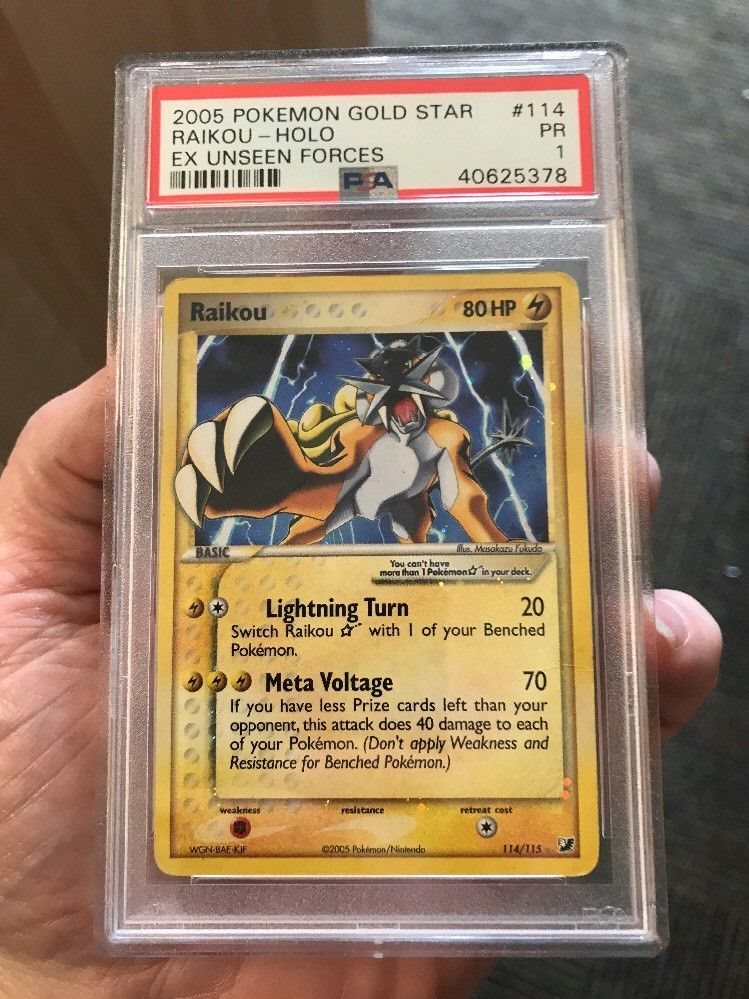 2005 POKEMON GOLD STAR #114
RAIKOU - HOLO PR
EX UNSEEN FORCES 1
PSA 40625378
Raikou 80 HP
BASIC Illus. Masakazu Fukuda
You can't have
more than 1 Pokémon☆ in your deck.
Lightning Turn 20
Switch Raikou ☆ with 1 of your Benched
Pokémon.
Meta Voltage 70
If you have less Prize cards left than your
opponent, this attack does 40 damage to each
of your Pokémon. (Don't apply Weakness and
Resistance for Benched Pokémon.)
weakness resistance retreat cost
WGN-BAE-KJF ©2005 Pokémon/Nintendo 114/115